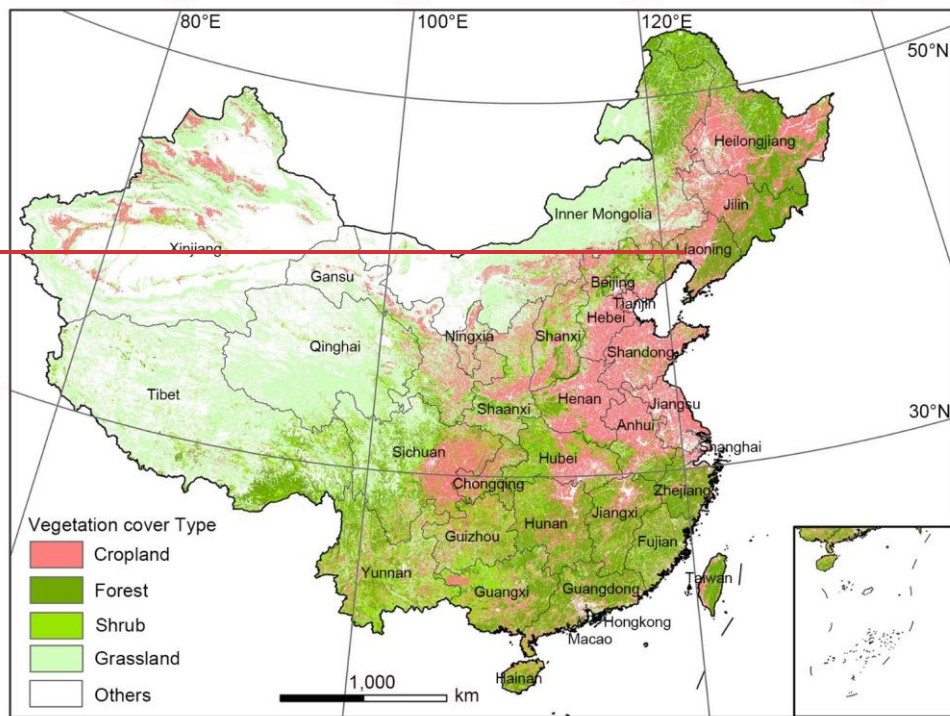 80°E
100°E
120°E
50°N
Heilongjiang
Jilin
Inner Mongolia
Liaoning
Xinjiang
Gansu
Beijing
Tianjin
Hebei
Ningxia
Shanxi
Qinghai
Shandong
Tibet
Henan
Jiangsu
Shaanxi
Anhui
30°N
Shanghai
Sichuan
Hubei
Chongqing
Zhejiang
Hunan
Jiangxi
Guizhou
Fujian
Yunnan
Taiwan
Guangxi
Guangdong
Hongkong
Macao
Hainan
Vegetation cover Type
Cropland
Forest
Shrub
Grassland
Others
1,000
km